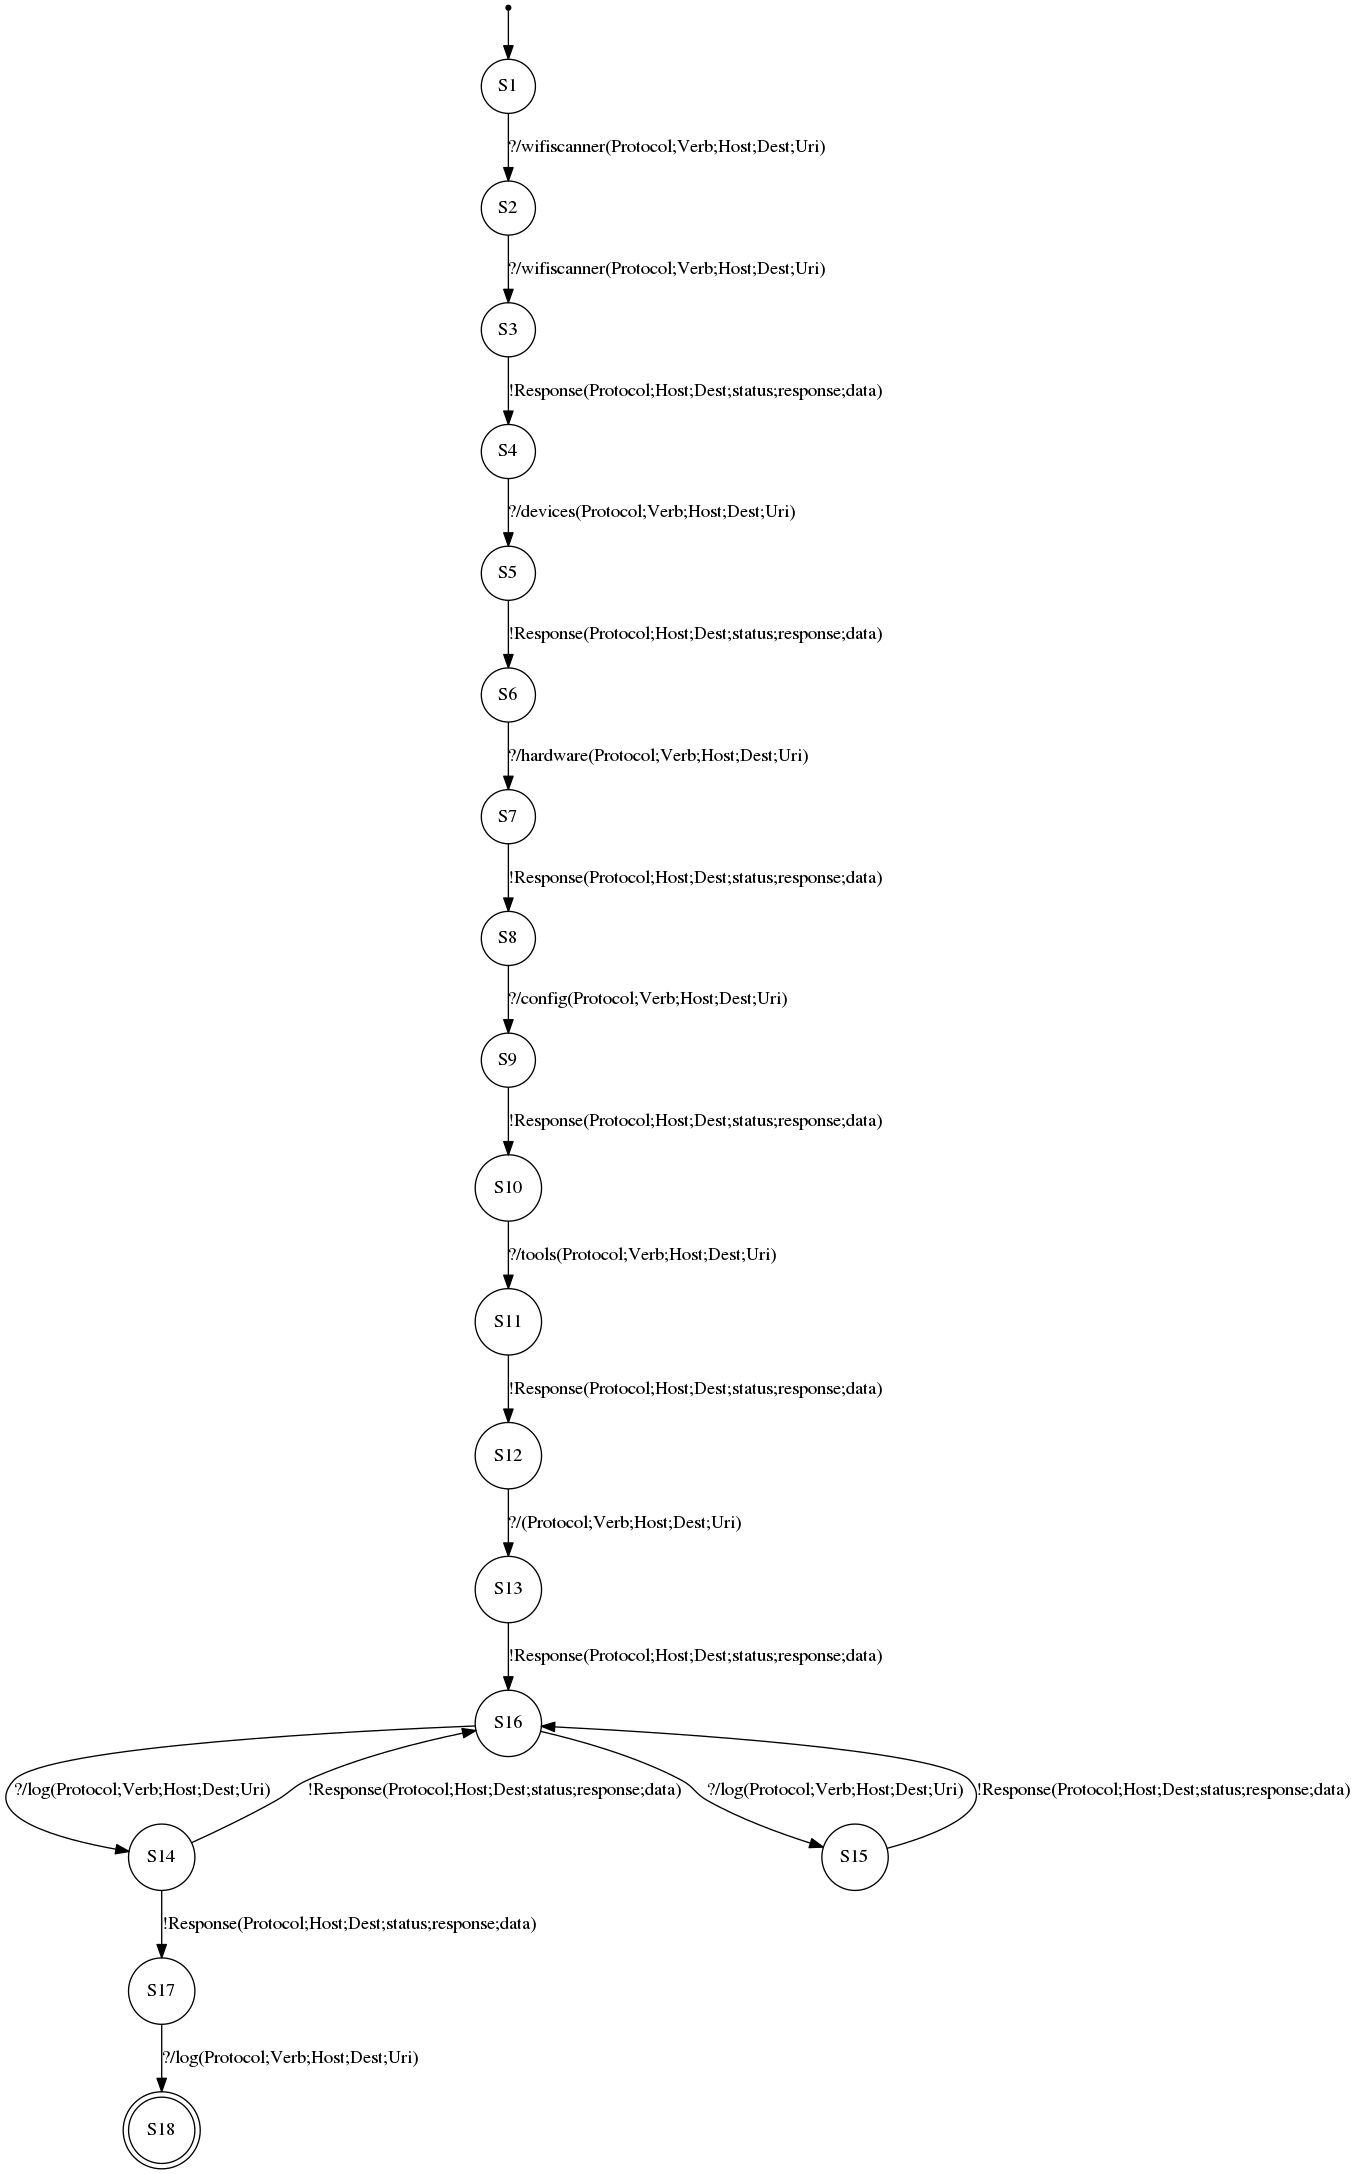 S1
?/wifiscanner(Protocol;Verb;Host;Dest;Uri)
S2
?/wifiscanner(Protocol;Verb;Host;Dest;Uri)
S3
!Response(Protocol;Host;Dest;status;response;data)
S4
?/devices(Protocol;Verb;Host;Dest;Uri)
S5
!Response(Protocol;Host;Dest;status;response;data)
S6
?/hardware(Protocol;Verb;Host;Dest;Uri)
S7
!Response(Protocol;Host;Dest;status;response;data)
S8
?/config(Protocol;Verb;Host;Dest;Uri)
S9
!Response(Protocol;Host;Dest;status;response;data)
S10
?/tools(Protocol;Verb;Host;Dest;Uri)
S11
!Response(Protocol;Host;Dest;status;response;data)
S12
?/(Protocol;Verb;Host;Dest;Uri)
S13
!Response(Protocol;Host;Dest;status;response;data)
S16
?/log(Protocol;Verb;Host;Dest;Uri)
!Response(Protocol;Host;Dest;status;response;data)
?/log(Protocol;Verb;Host;Dest;Uri)
!Response(Protocol;Host;Dest;status;response;data)
S14
S15
!Response(Protocol;Host;Dest;status;response;data)
S17
?/log(Protocol;Verb;Host;Dest;Uri)
S18